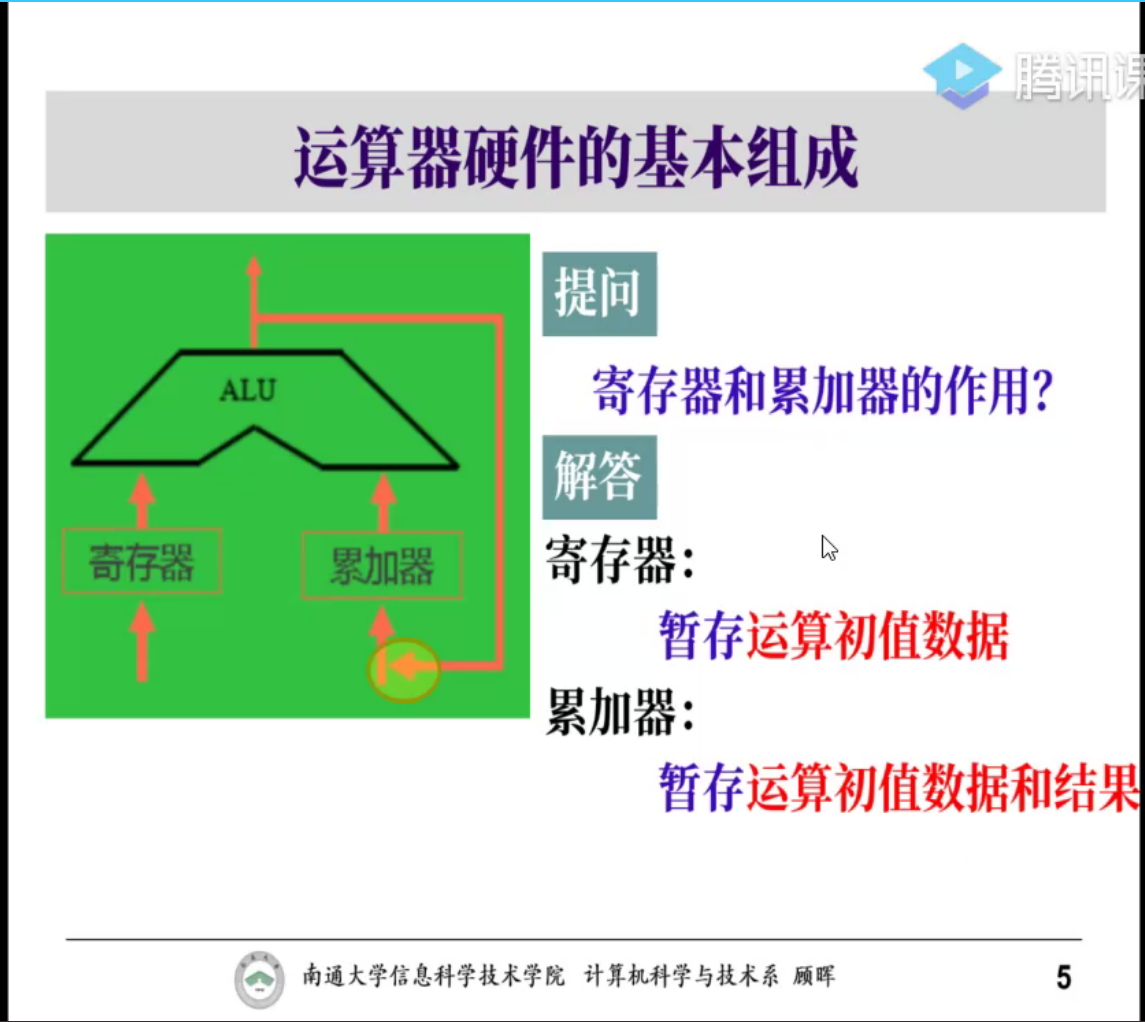 腾讯课
运算器硬件的基本组成
ALU
寄存器
累加器
提问
寄存器和累加器的作用?
解答
寄存器:
暂存运算初值数据
累加器:
暂存运算初值数据和结果
南通大学信息科学技术学院 计算机科学与技术系 顾晖
5